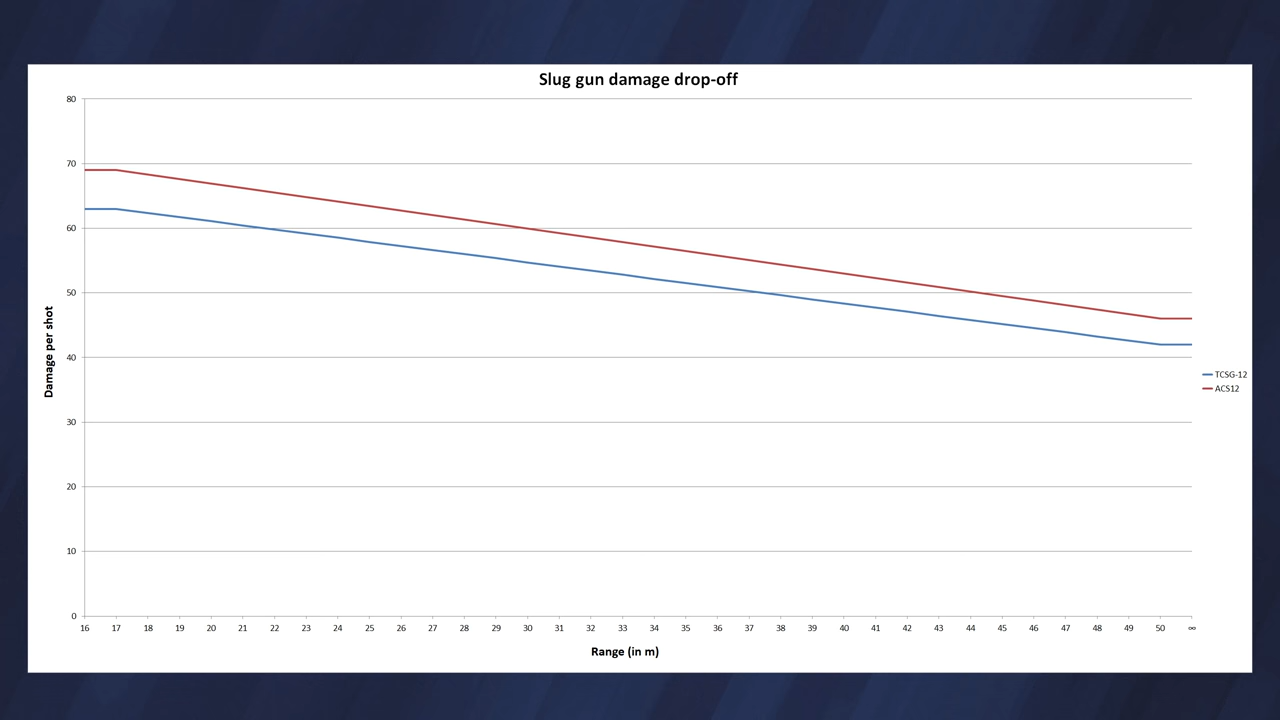 Slug gun damage drop-off
80
70
60
50
40
30
20
10
0
Damage per shot
16 17 18 19 20 21 22 23 24 25 26 27 28 29 30 31 32 33 34 35 36 37 38 39 40 41 42 43 44 45 46 47 48 49 50 ∞
Range (in m)
TCSG-12
ACS12